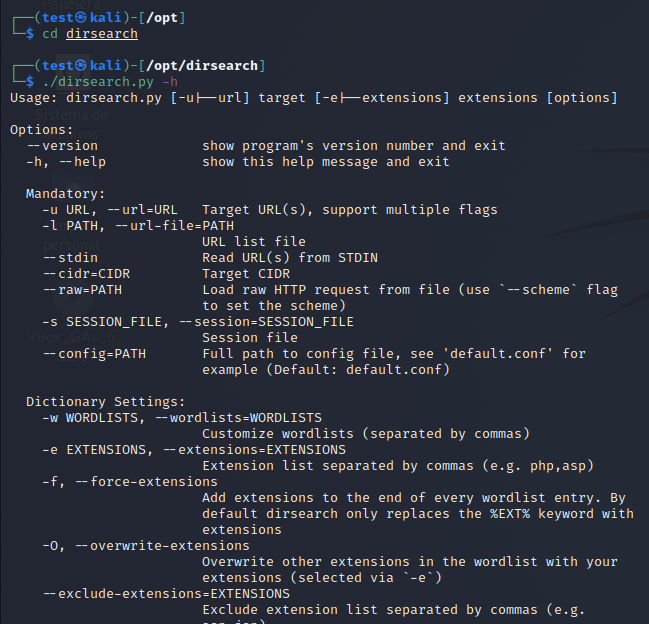 Papelera
┌──(test㉿kali)-[/opt]
└─$ cd dirsearch
┌──(test㉿kali)-[/opt/dirsearch]
└─$ ./dirsearch.py -h
Usage: dirsearch.py [-u|--url] target [-e|--extensions] extensions [options]
Sistema de
Options:
--version show program's version number and exit
-h, --help show this help message and exit
Mandatory:
-u URL, --url=URL Target URL(s), support multiple flags
-l PATH, --url-file=PATH
personal
URL list file
--stdin Read URL(s) from STDIN
--cidr=CIDR Target CIDR
--raw=PATH Load raw HTTP request from file (use `--scheme` flag
to set the scheme)
-s SESSION_FILE, --session=SESSION_FILE
VBox_GAs_6
Session file
--config=PATH Full path to config file, see 'default.conf' for
example (Default: default.conf)
Dictionary Settings:
-w WORDLISTS, --wordlists=WORDLISTS
Customize wordlists (separated by commas)
-e EXTENSIONS, --extensions=EXTENSIONS
Extension list separated by commas (e.g. php,asp)
-f, --force-extensions
Add extensions to the end of every wordlist entry. By
default dirsearch only replaces the %EXT% keyword with
extensions
-O, --overwrite-extensions
Overwrite other extensions in the wordlist with your
extensions (selected via `-e`)
--exclude-extensions=EXTENSIONS
Exclude extension list separated by commas (e.g.